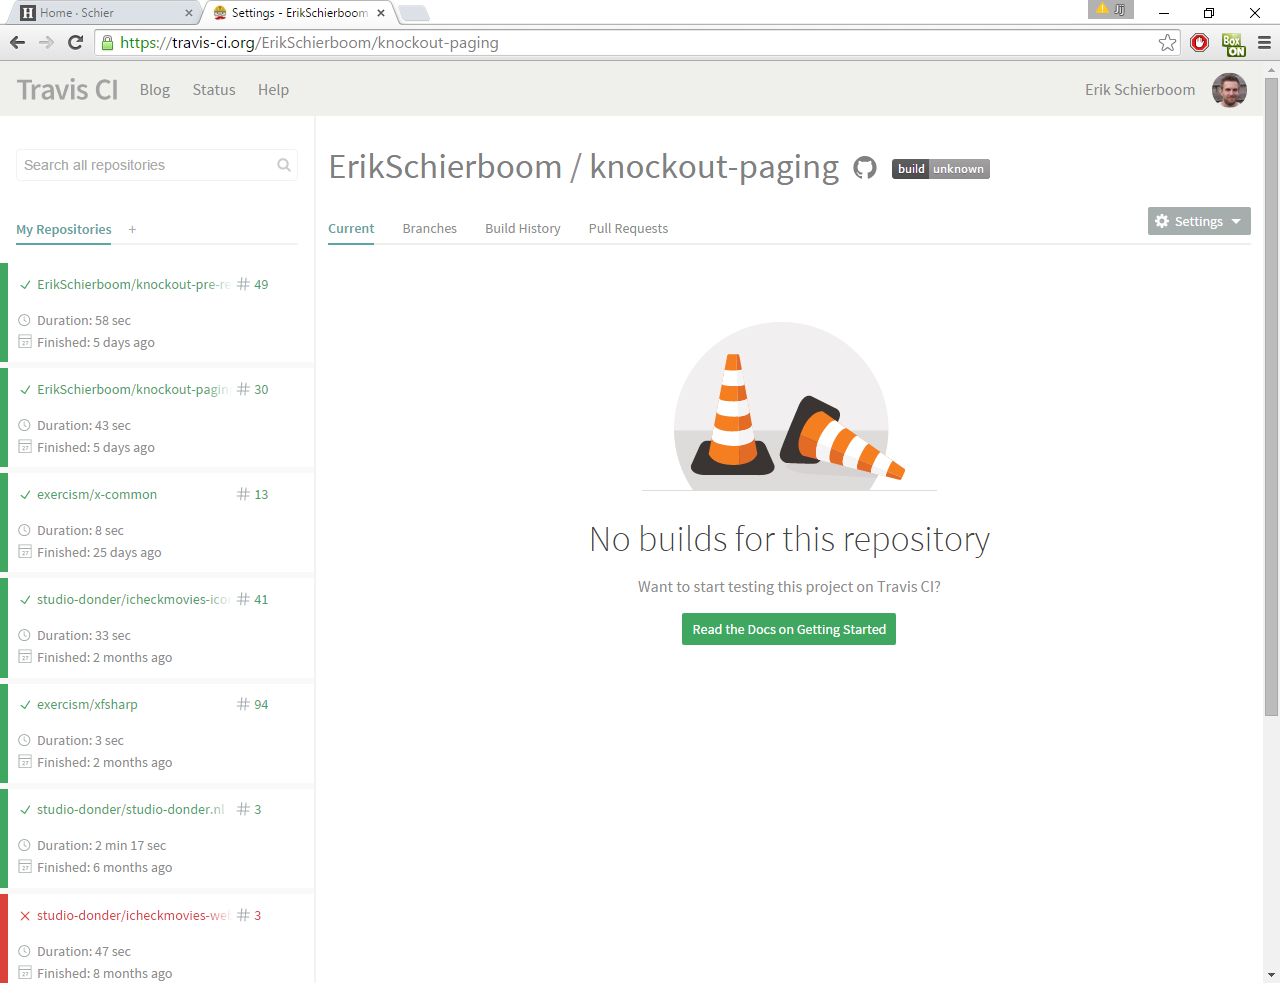 Home - Schier
Settings - ErikSchierboom
Jij
https://travis-ci.org/ErikSchierboom/knockout-paging
Box
ON
Travis CI
Blog
Status
Help
Erik Schierboom
Search all repositories
My Repositories +
ErikSchierboom/knockout-pre-re # 49
Duration: 58 sec
Finished: 5 days ago
ErikSchierboom/knockout-paging # 30
Duration: 43 sec
Finished: 5 days ago
exercism/x-common # 13
Duration: 8 sec
Finished: 25 days ago
studio-donder/icheckmovies-icon # 41
Duration: 33 sec
Finished: 2 months ago
exercism/xfsharp # 94
Duration: 3 sec
Finished: 2 months ago
studio-donder/studio-donder.nl # 3
Duration: 2 min 17 sec
Finished: 6 months ago
studio-donder/icheckmovies-we # 3
Duration: 47 sec
Finished: 8 months ago
ErikSchierboom / knockout-paging
build unknown
Current
Branches
Build History
Pull Requests
Settings
No builds for this repository
Want to start testing this project on Travis CI?
Read the Docs on Getting Started